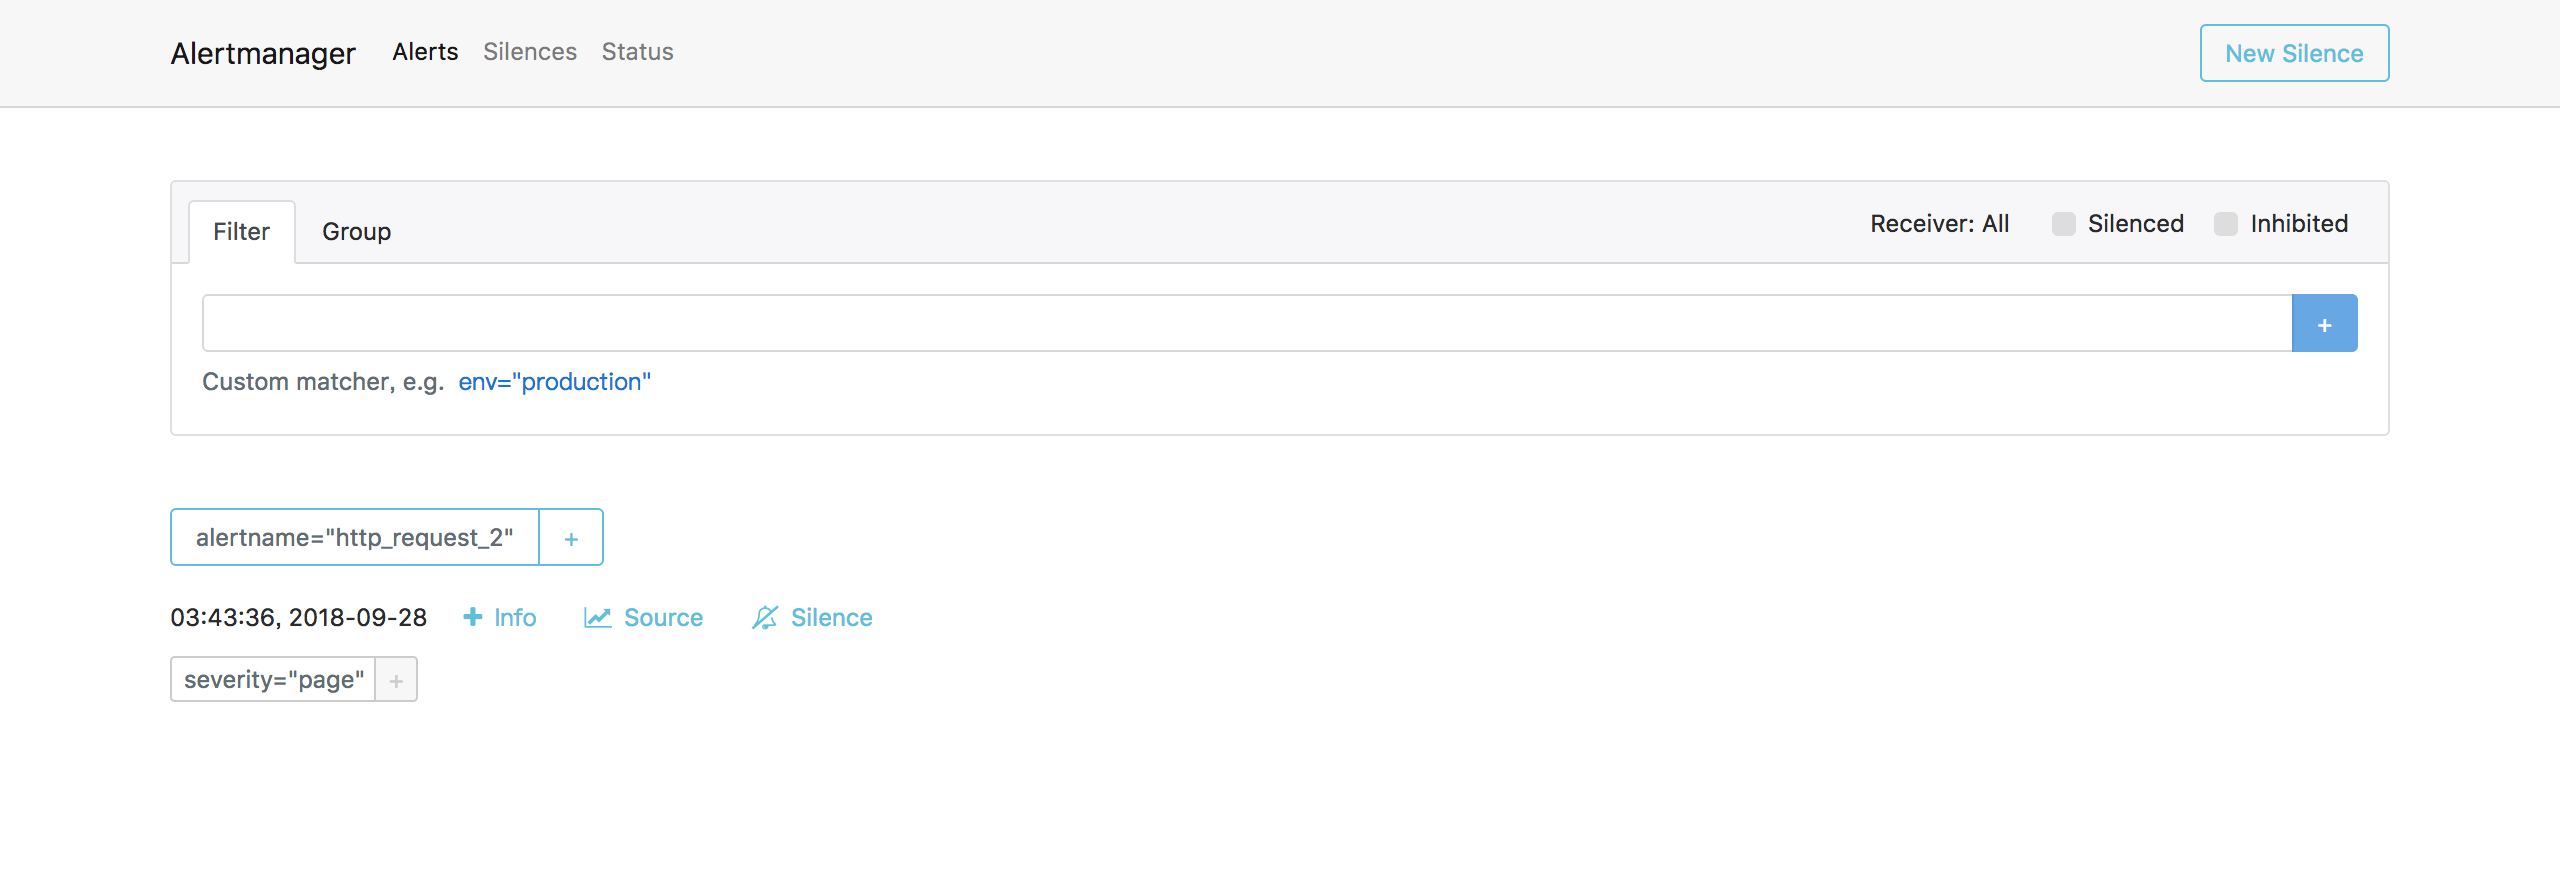 Alertmanager Alerts Silences Status New Silence
Filter Group Receiver: All Silenced Inhibited
+
Custom matcher, e.g. env="production"
alertname="http_request_2" +
03:43:36, 2018-09-28 + Info Source Silence
severity="page" +